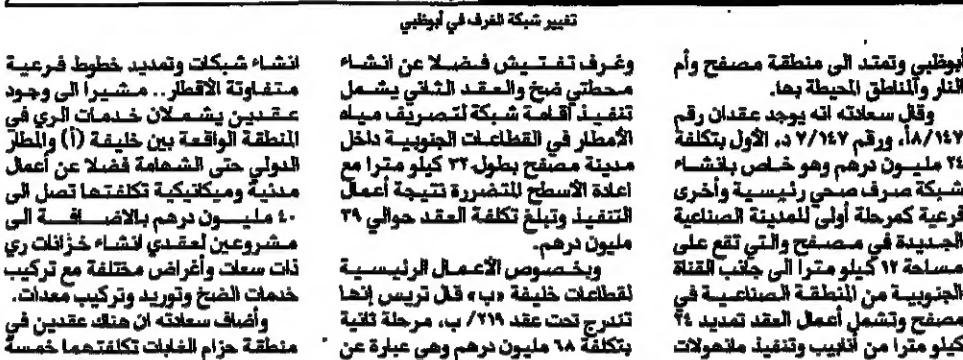 تغيير شبكة الغرف في أبوظبي
أبوظبي وتمتد الى منطقة مصفح وأم
النار والمناطق المحيطة بها.
وقال سعادته انه يوجد عقدان رقم
٨/١٤٧أ، ورقم ٧/١٤٧ د، الأول بتكلفة
٢٤ مليون درهم وهو خاص بانشاء
شبكة صرف صحي رئيسية وأخرى
فرعية كمرحلة أولى للمدينة الصناعية
الجديدة في مصفح والتي تقع على
مساحة ١٢ كيلو مترا الى جانب القناة
الجنوبية من المنطقة الصناعية في
مصفح وتشمل أعمال العقد تمديد ٢٤
كيلو مترا من أنابيب وتنفيذ مانهولات
وغرف تفتيش فضلا عن انشاء
محطتي ضخ والعقد الثاني يشمل
تنفيذ اقامة شبكة لتصريف مياه
الأمطار في القطاعات الجنوبية داخل
مدينة مصفح بطول ٣٢ كيلو مترا مع
اعادة الأسطح المتضررة نتيجة أعمال
التنفيذ وتبلغ تكلفة العقد حوالي ٣٩
مليون درهم.
وبخصوص الأعمال الرئيسية
لقطاعات خليفة «ب» قال تريس إنها
تندرج تحت عقد ٢١٩/ ب، مرحلة ثانية
بتكلفة ٦٨ مليون درهم وهي عبارة عن
انشاء شبكات وتمديد خطوط فرعية
متفاوتة الأقطار.. مشيرا الى وجود
عقدين يشملان خدمات الري في
المنطقة الواقعة بين خليفة (أ) والمطار
الدولي حتى الشهامة فضلا عن أعمال
مدنية وميكانيكية تكلفتها تصل الى
٤٠ مليون درهم بالاضافة الى
مشروعين لعقدي انشاء خزانات ري
ذات سعات وأغراض مختلفة مع تركيب
خدمات الضخ وتوريد وتركيب معدات.
وأضاف سعادته ان هناك عقدين في
منطقة حزام الغابات تكلفتهما خمسة